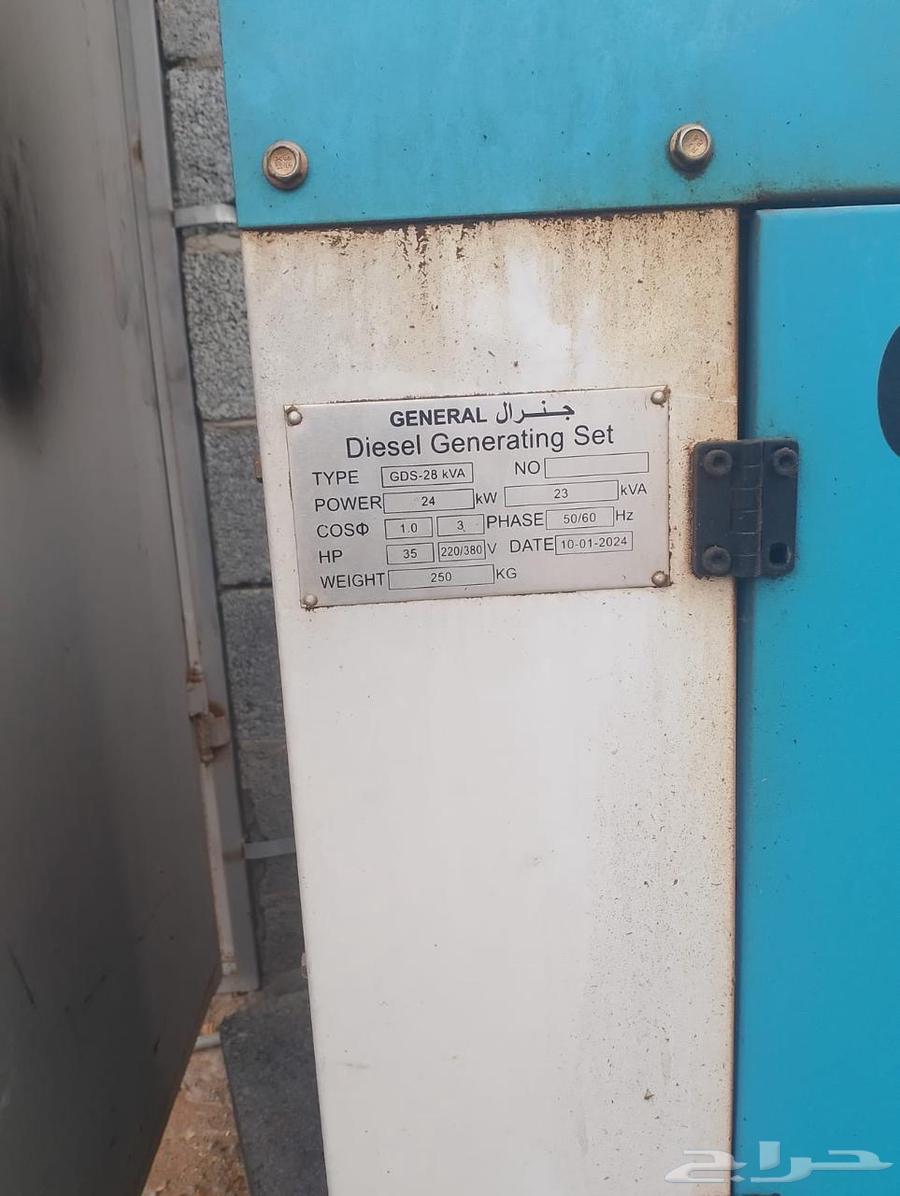 GENERAL جنرال
Diesel Generating Set
TYPE GDS-28 kVA NO
POWER 24 kW 23 kVA
COSΦ 1.0 3 PHASE 50/60 Hz
HP 35 220/380 V DATE 10-01-2024
WEIGHT 250 KG
حراج